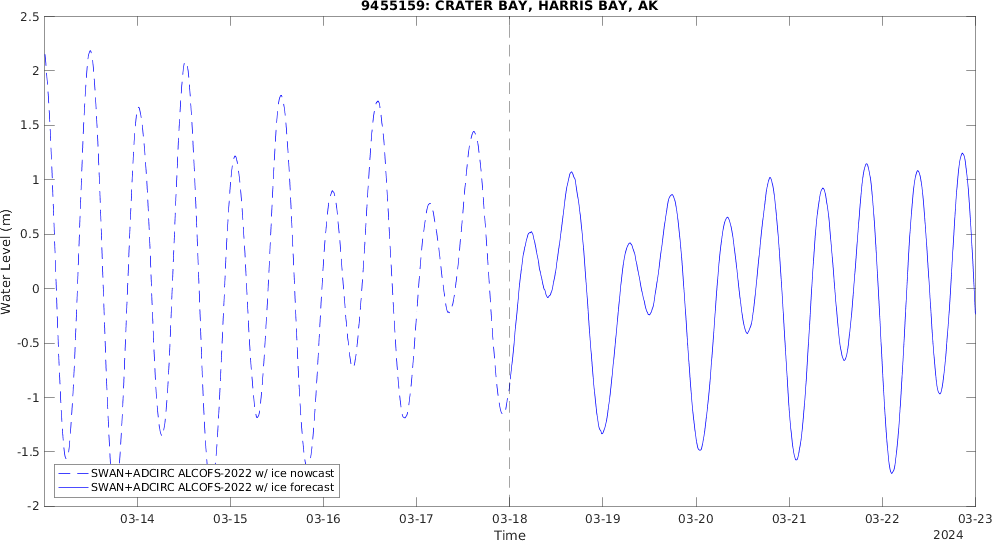 9455159: CRATER BAY, HARRIS BAY, AK
2.5
2
1.5
1
0.5
0
-0.5
-1
-1.5
-2
Water Level (m)
SWAN+ADCIRC ALCOFS-2022 w/ ice nowcast
SWAN+ADCIRC ALCOFS-2022 w/ ice forecast
03-14 03-15 03-16 03-17 03-18 03-19 03-20 03-21 03-22 03-23
Time
2024